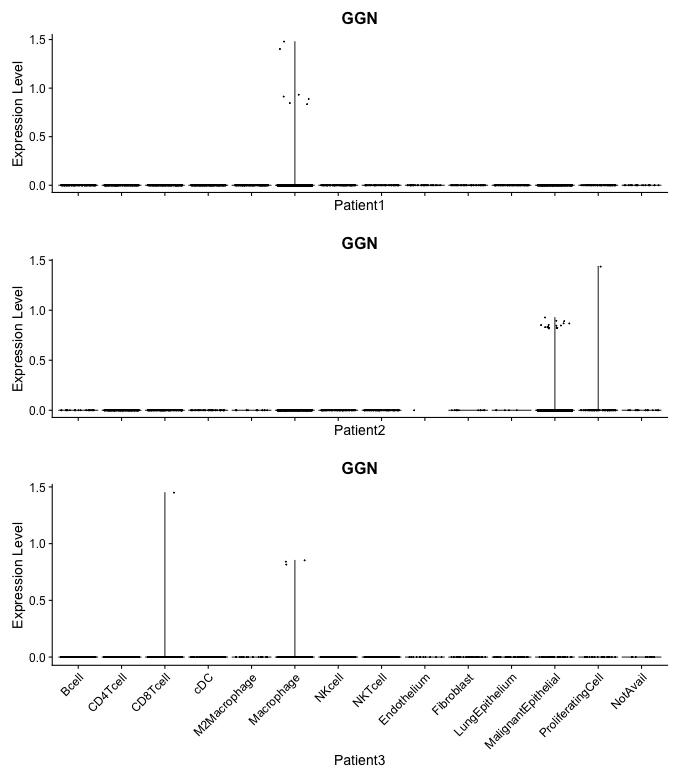 GGN
Expression Level
1.5
1.0
0.5
0.0
Patient1
GGN
Expression Level
1.5
1.0
0.5
0.0
Patient2
GGN
Expression Level
1.5
1.0
0.5
0.0
Bcell
CD4Tcell
CD8Tcell
cDC
M2Macrophage
Macrophage
NKcell
NKTcell
Endothelium
Fibroblast
LungEpithelium
MalignantEpithelial
ProliferatingCell
NotAvail
Patient3